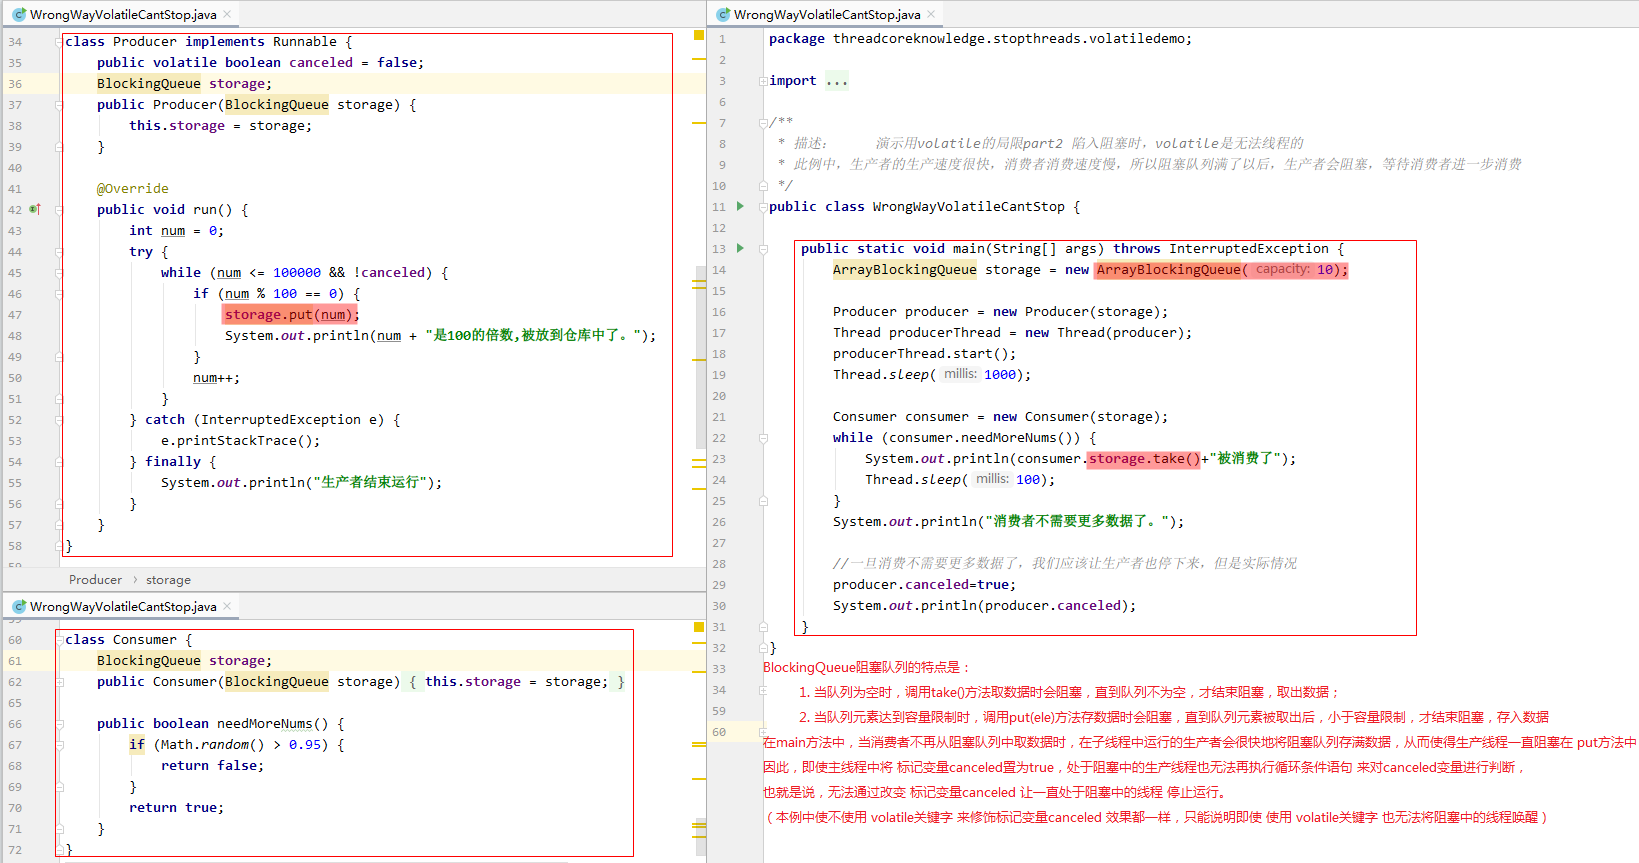 WrongWayVolatileCantStop.java
34 class Producer implements Runnable {
35 public volatile boolean canceled = false;
36 BlockingQueue storage;
37 public Producer(BlockingQueue storage) {
38 this.storage = storage;
39 }
40
41 @Override
42 public void run() {
43 int num = 0;
44 try {
45 while (num <= 100000 && !canceled) {
46 if (num % 100 == 0) {
47 storage.put(num);
48 System.out.println(num + "是100的倍数,被放到仓库中了。");
49 }
50 num++;
51 }
52 } catch (InterruptedException e) {
53 e.printStackTrace();
54 } finally {
55 System.out.println("生产者结束运行");
56 }
57 }
58 }
59
Producer › storage
WrongWayVolatileCantStop.java
59
60 class Consumer {
61 BlockingQueue storage;
62 public Consumer(BlockingQueue storage) { this.storage = storage; }
65
66 public boolean needMoreNums() {
67 if (Math.random() > 0.95) {
68 return false;
69 }
70 return true;
71 }
72 }
WrongWayVolatileCantStop.java
1 package threadcoreknowledge.stopthreads.volatiledemo;
2
3 import ...
6
7 /**
8 * 描述： 演示用volatile的局限part2 陷入阻塞时，volatile是无法线程的
9 * 此例中，生产者的生产速度很快，消费者消费速度慢，所以阻塞队列满了以后，生产者会阻塞，等待消费者进一步消费
10 */
11 public class WrongWayVolatileCantStop {
12
13 public static void main(String[] args) throws InterruptedException {
14 ArrayBlockingQueue storage = new ArrayBlockingQueue( capacity: 10);
15
16 Producer producer = new Producer(storage);
17 Thread producerThread = new Thread(producer);
18 producerThread.start();
19 Thread.sleep( millis: 1000);
20
21 Consumer consumer = new Consumer(storage);
22 while (consumer.needMoreNums()) {
23 System.out.println(consumer.storage.take()+"被消费了");
24 Thread.sleep( millis: 100);
25 }
26 System.out.println("消费者不需要更多数据了。");
27
28 //一旦消费不需要更多数据了，我们应该让生产者也停下来，但是实际情况
29 producer.canceled=true;
30 System.out.println(producer.canceled);
31 }
32 }
33 BlockingQueue阻塞队列的特点是：
34 1. 当队列为空时，调用take()方法取数据时会阻塞，直到队列不为空，才结束阻塞，取出数据；
59 2. 当队列元素达到容量限制时，调用put(ele)方法存数据时会阻塞，直到队列元素被取出后，小于容量限制，才结束阻塞，存入数据
60
在main方法中，当消费者不再从阻塞队列中取数据时，在子线程中运行的生产者会很快地将阻塞队列存满数据，从而使得生产线程一直阻塞在 put方法中
因此，即使主线程中将 标记变量canceled置为true，处于阻塞中的生产线程也无法再执行循环条件语句 来对canceled变量进行判断，
也就是说，无法通过改变 标记变量canceled 让一直处于阻塞中的线程 停止运行。
（本例中使不使用 volatile关键字 来修饰标记变量canceled 效果都一样，只能说明即使 使用 volatile关键字 也无法将阻塞中的线程唤醒）